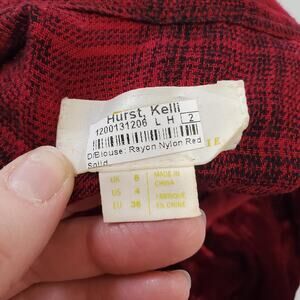 Hurst, Kelli
1200131206 L H 2
D/Blouse: Rayon Nylon Red
Solid
TE
UK 8
US 4
EU 36
MADE IN
CHINA
FABRIQUÉ
EN CHINE